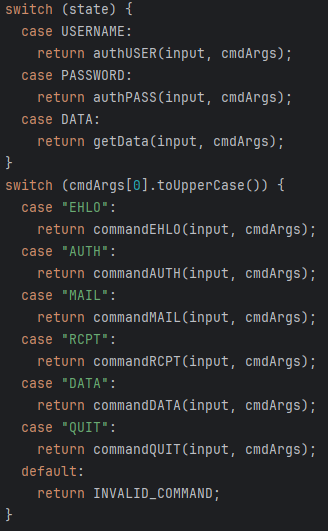 switch (state) {
  case USERNAME:
    return authUSER(input, cmdArgs);
  case PASSWORD:
    return authPASS(input, cmdArgs);
  case DATA:
    return getData(input, cmdArgs);
}
switch (cmdArgs[0].toUpperCase()) {
  case "EHLO":
    return commandEHLO(input, cmdArgs);
  case "AUTH":
    return commandAUTH(input, cmdArgs);
  case "MAIL":
    return commandMAIL(input, cmdArgs);
  case "RCPT":
    return commandRCPT(input, cmdArgs);
  case "DATA":
    return commandDATA(input, cmdArgs);
  case "QUIT":
    return commandQUIT(input, cmdArgs);
  default:
    return INVALID_COMMAND;
}